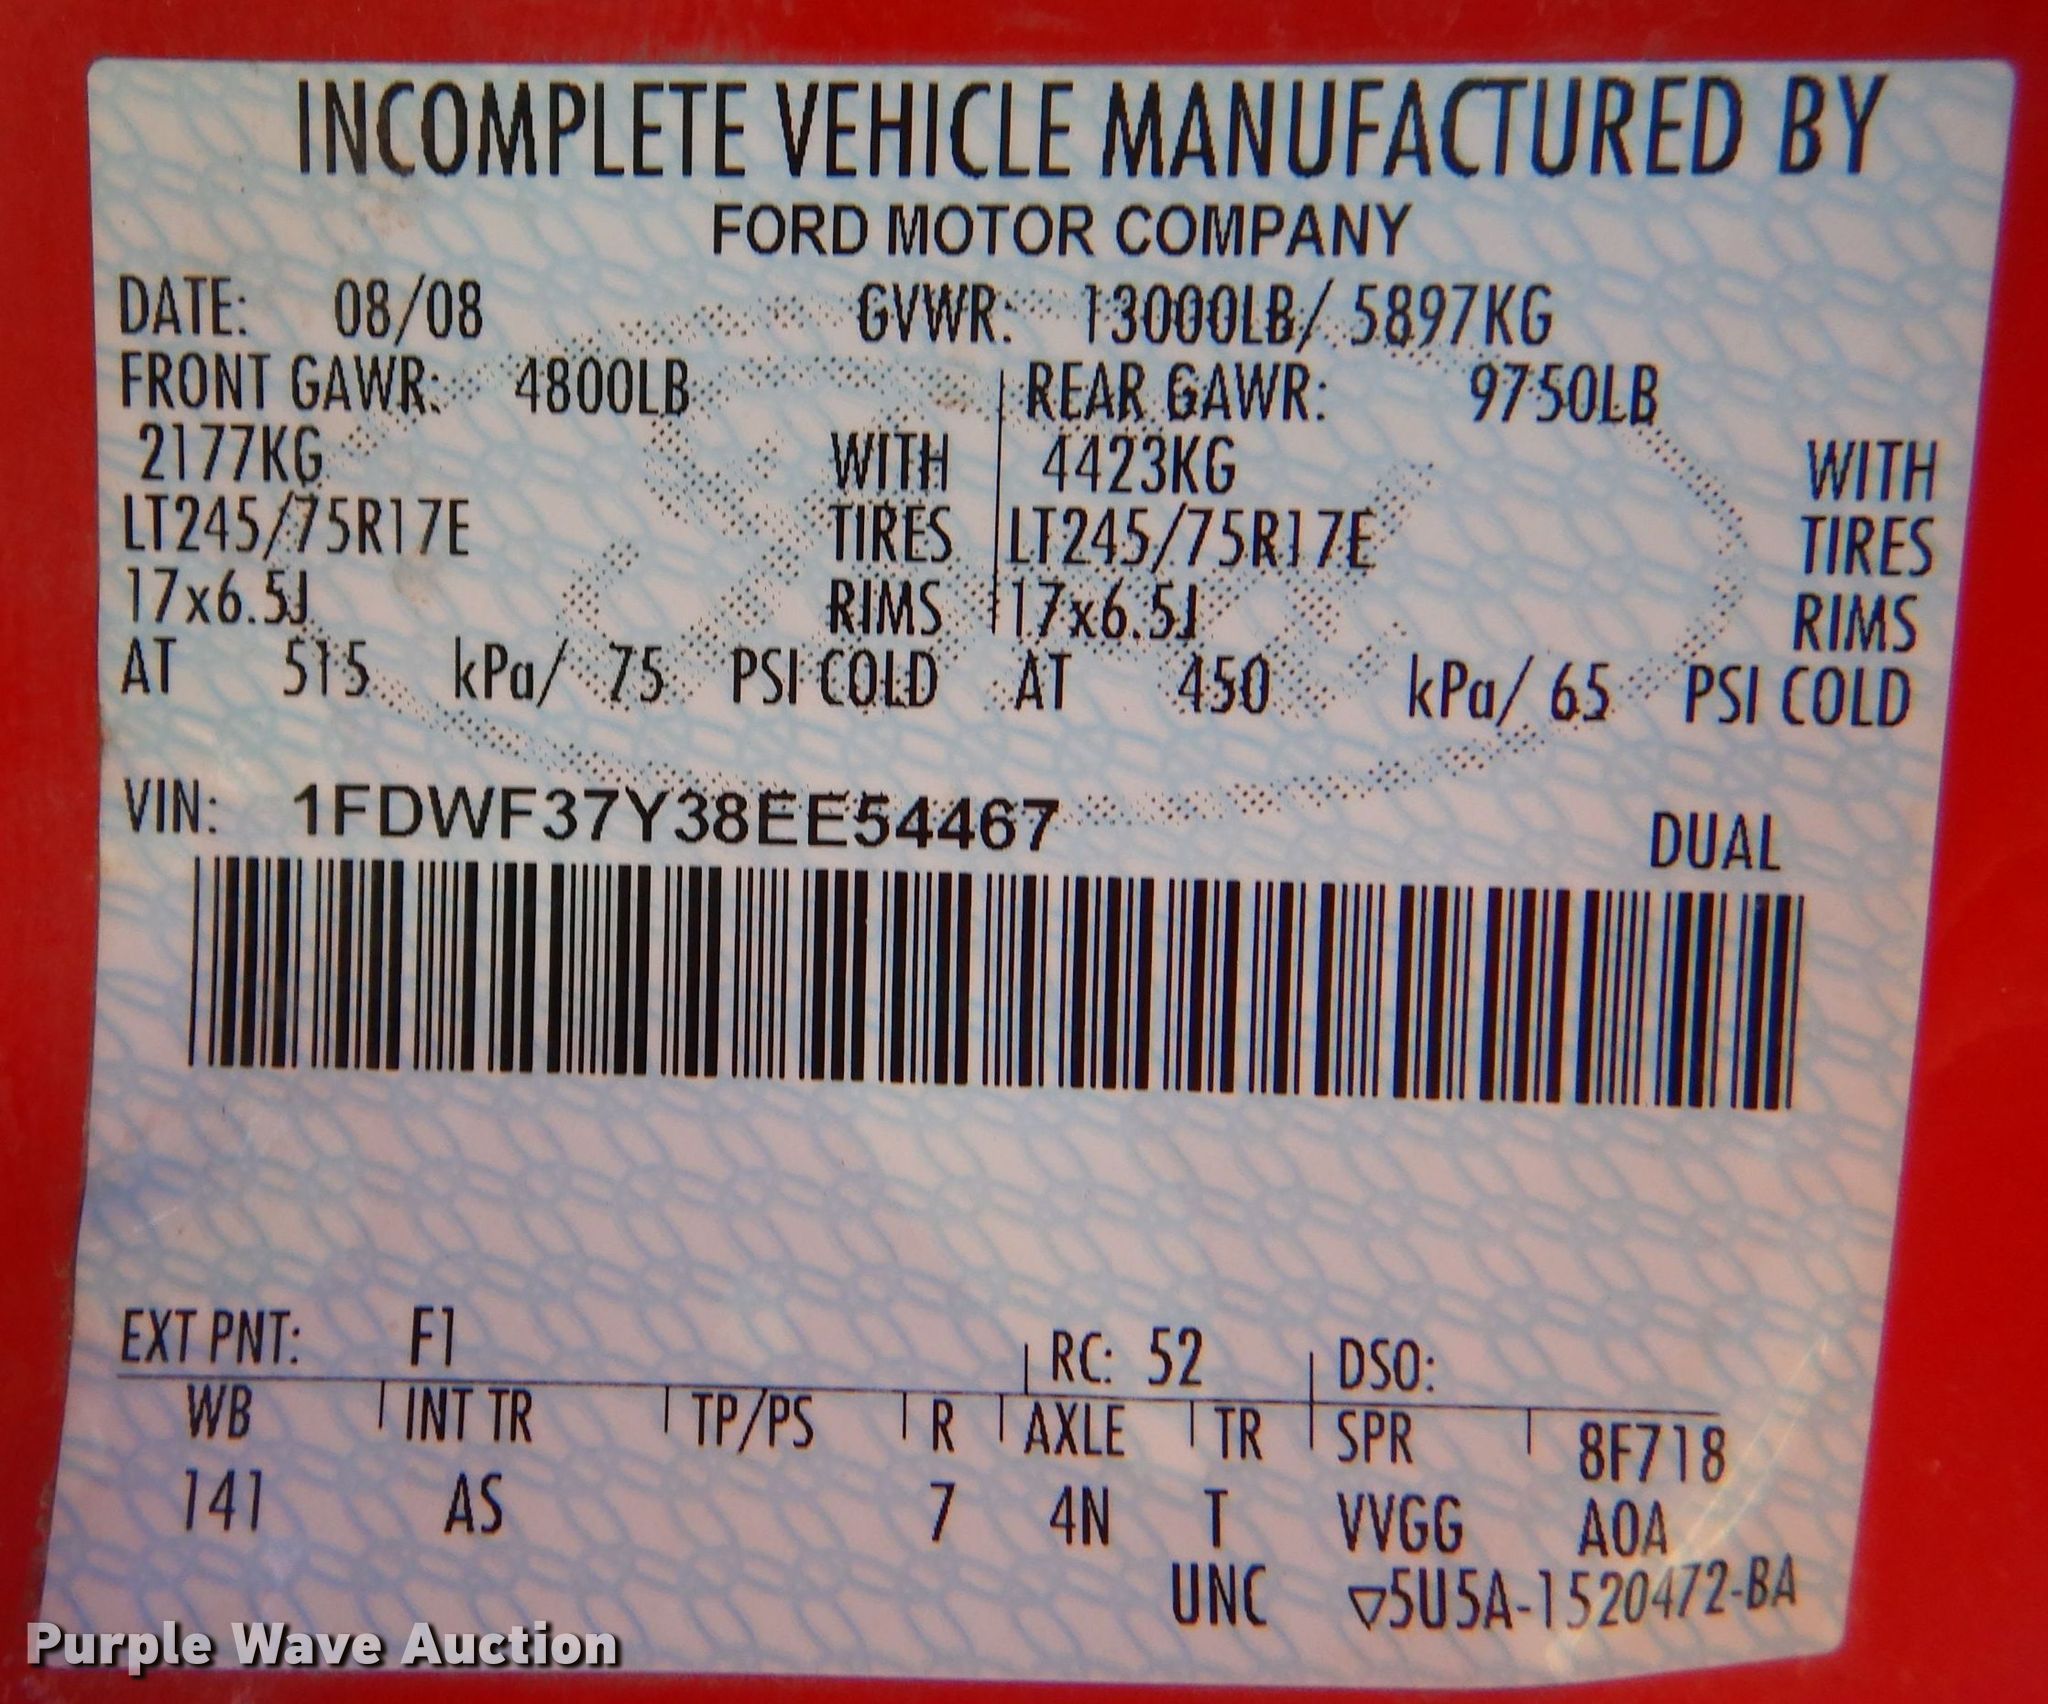 INCOMPLETE VEHICLE MANUFACTURED BY
FORD MOTOR COMPANY
DATE: 08/08 GVWR: 13000LB/ 5897KG
FRONT GAWR: 4800LB REAR GAWR: 9750LB
2177KG WITH 4423KG WITH
LT245/75R17E TIRES LT245/75R17E TIRES
17x6.5J RIMS 17x6.5J RIMS
AT 515 kPa/ 75 PSI COLD AT 450 kPa/ 65 PSI COLD
VIN: 1FDWF37Y38EE54467 DUAL
EXT PNT: F1 RC: 52 DSO:
WB INT TR TP/PS R AXLE TR SPR 8F718
141 AS 7 4N T VVGG A0A
UNC ▽5U5A-1520472-BA
Purple Wave Auction